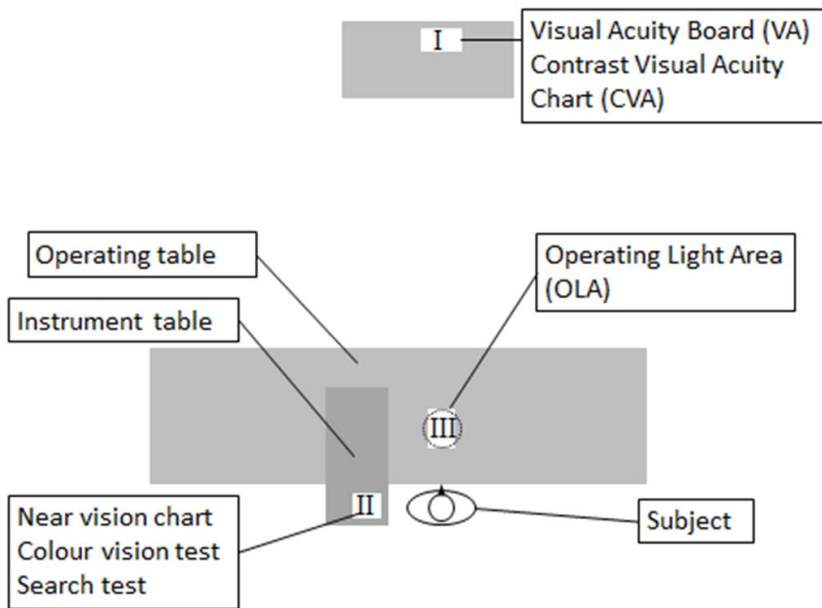 I
Visual Acuity Board (VA)
Contrast Visual Acuity
Chart (CVA)
Operating table
Operating Light Area
(OLA)
Instrument table
III
II
Near vision chart
Colour vision test
Search test
Subject